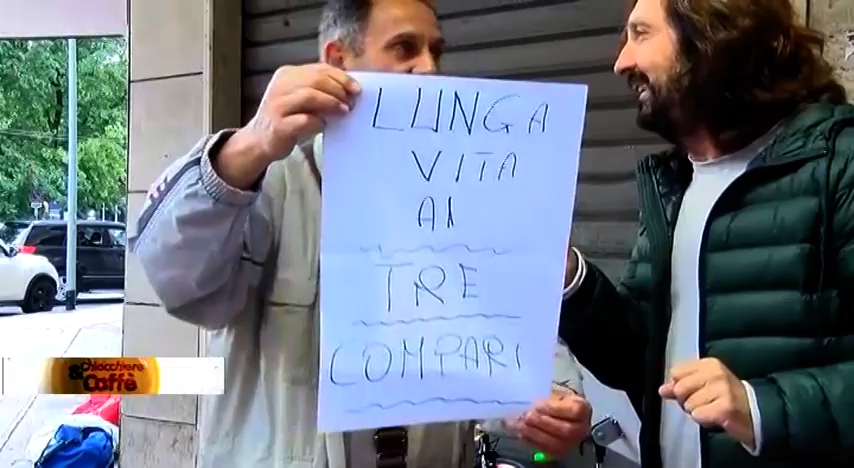 LUNGA
VITA
AI
TRE
COMPARI
Chiacchiere
& Caffè